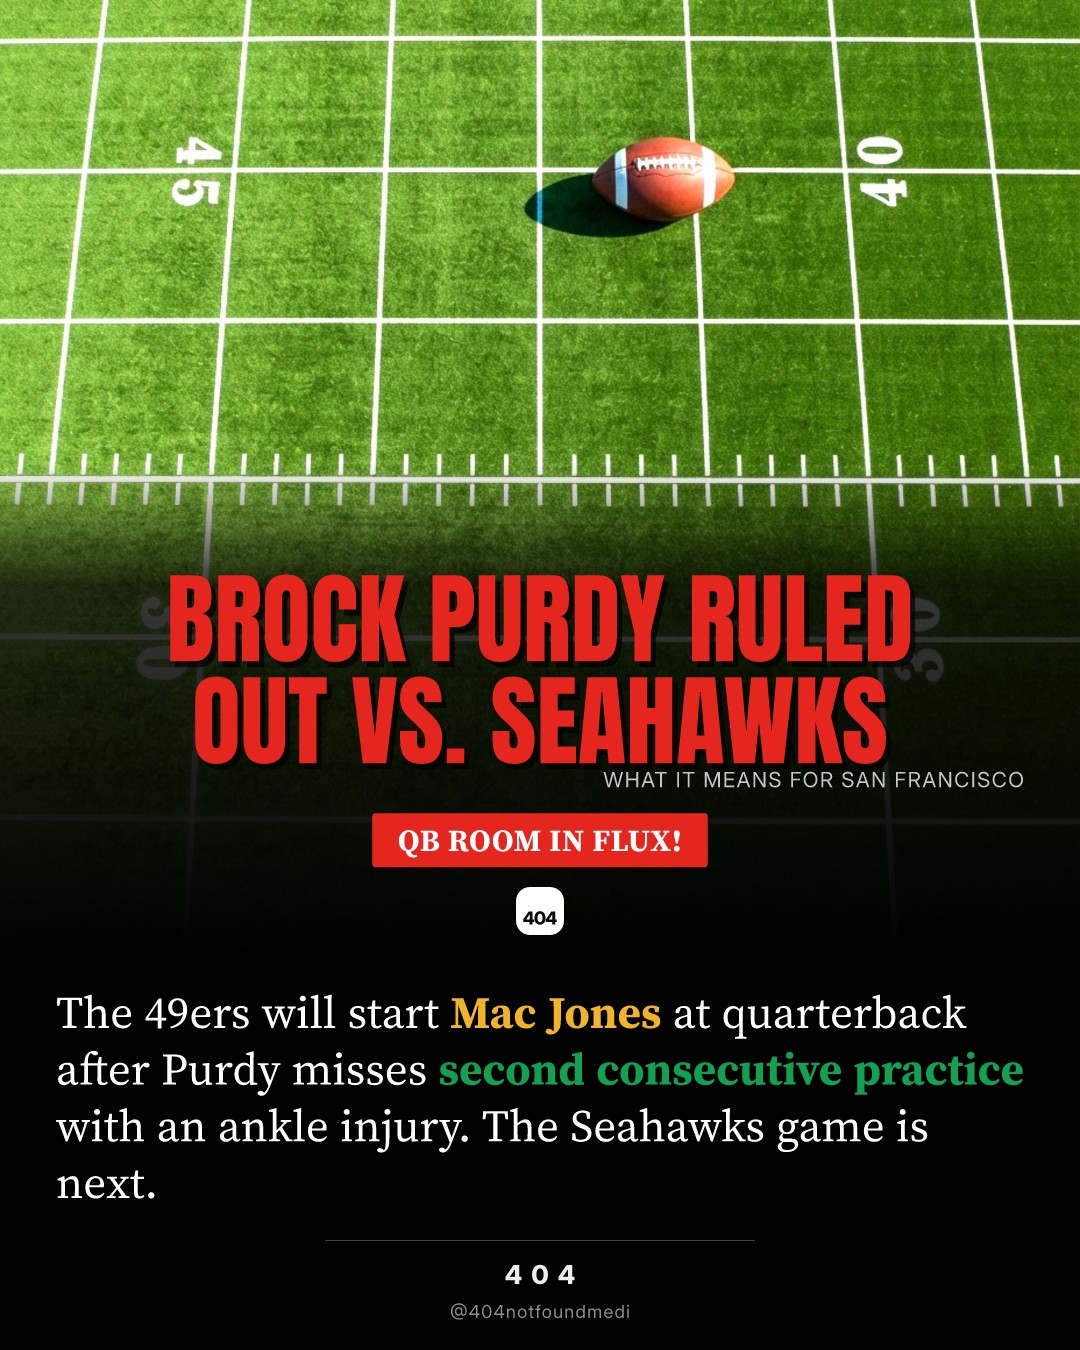 45
40
BROCK PURDY RULED
OUT VS. SEAHAWKS
WHAT IT MEANS FOR SAN FRANCISCO
QB ROOM IN FLUX!
404
The 49ers will start Mac Jones at quarterback
after Purdy misses second consecutive practice
with an ankle injury. The Seahawks game is
next.
404
@404notfoundmedi